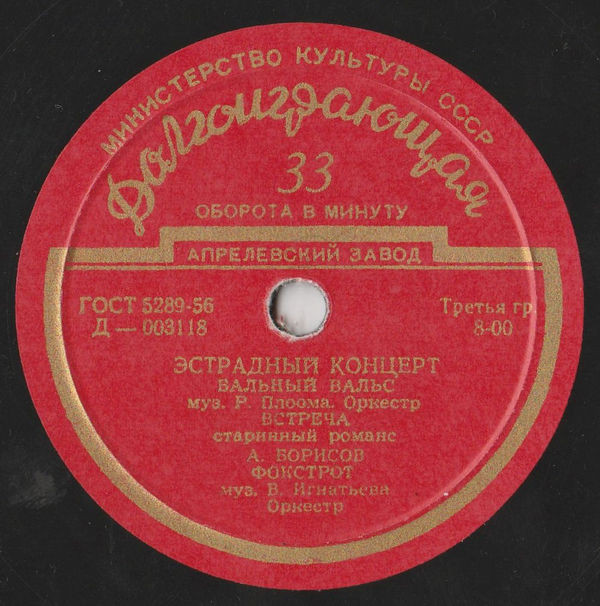 МИНИСТЕРСТВО КУЛЬТУРЫ СССР
Долгоиграющая
33
ОБОРОТА В МИНУТУ
АПРЕЛЕВСКИЙ ЗАВОД
ГОСТ 5289-56
Д — 003118
Третья гр.
8-00
ЭСТРАДНЫЙ КОНЦЕРТ
БАЛЬНЫЙ ВАЛЬС
муз. Р. Плоома. Оркестр
ВСТРЕЧА
старинный романс
А. БОРИСОВ
ФОКСТРОТ
муз. В. Игнатьева
Оркестр